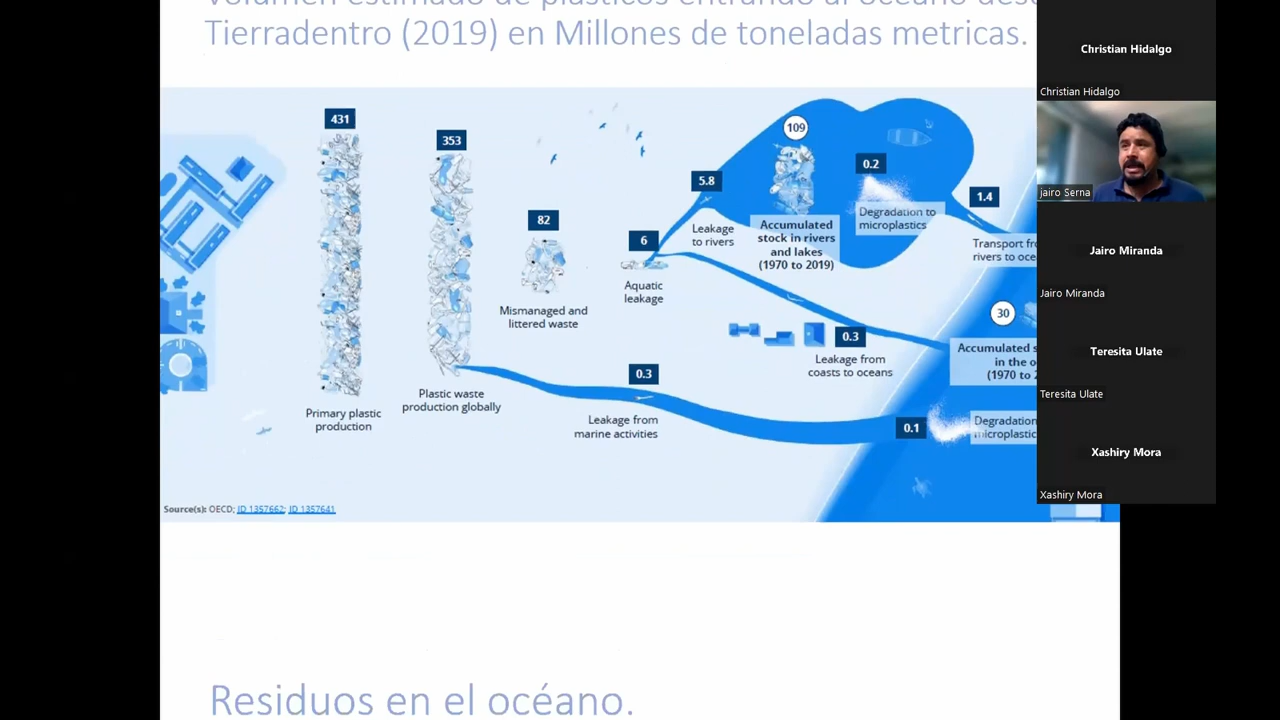 Volumen estimado de plásticos entrando al océano
Tierradentro (2019) en Millones de toneladas metricas.
431
Primary plastic
production
353
Plastic waste
production globally
82
Mismanaged and
littered waste
6
Aquatic
leakage
5.8
Leakage
to rivers
109
Accumulated
stock in rivers
and lakes
(1970 to 2019)
0.2
Degradation to
microplastics
1.4
Transport
rivers to
30
Accumulated
in the
(1970 to
0.3
Leakage from
coasts to oceans
0.3
Leakage from
marine activities
0.1
Degradation
microplastic
Source(s): OECD; ID 1357662; ID 1357641
Residuos en el océano.
Christian Hidalgo
Christian Hidalgo
jairo Serna
Jairo Miranda
Jairo Miranda
Teresita Ulate
Teresita Ulate
Xashiry Mora
Xashiry Mora